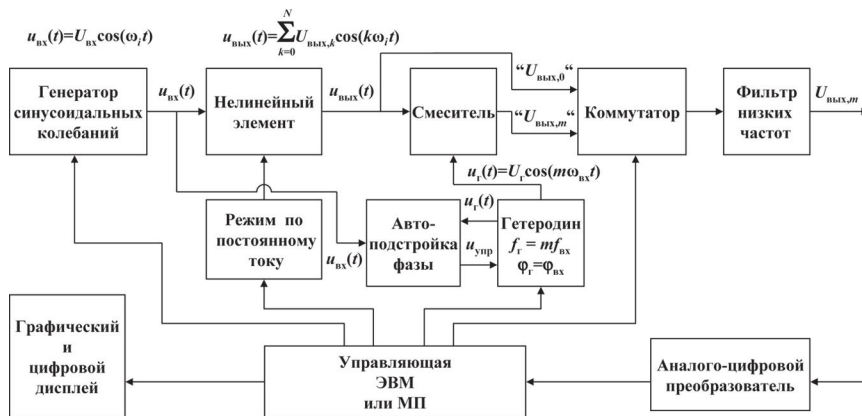 uвх(t)=Uвхcos(ωit)
uвых(t)=∑Uвых,kcos(kωit)
N
k=0
Генератор
синусоидальных
колебаний
uвх(t)
Нелинейный
элемент
uвых(t)
Смеситель
“Uвых,0”
“Uвых,m“
Коммутатор
Фильтр
низких
частот
Uвых,m
uг(t)=Uгcos(mωвхt)
Режим по
постоянному
току
uвх(t)
Авто-
подстройка
фазы
uг(t)
uупр
Гетеродин
fг = mfвх
φг=φвх
Графический
и
цифровой
дисплей
Управляющая
ЭВМ
или МП
Аналого-цифровой
преобразователь